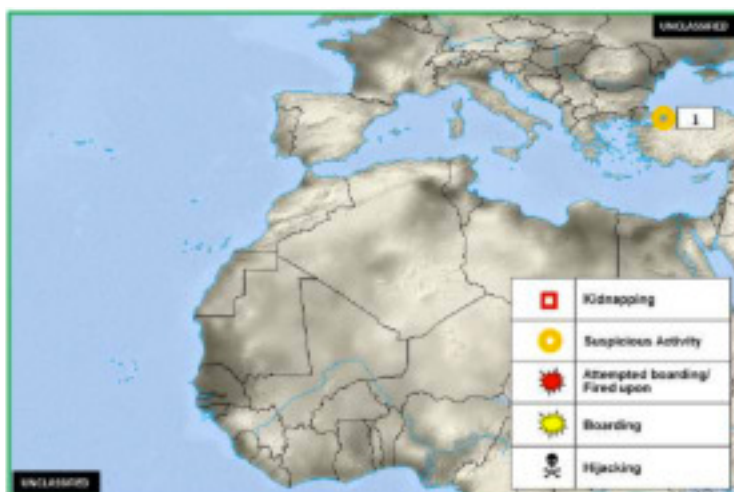 UNCLASSIFIED
1
Kidnapping
Suspicious Activity
Attempted boarding/
Fired upon
Boarding
Hijacking
UNCLASSIFIED